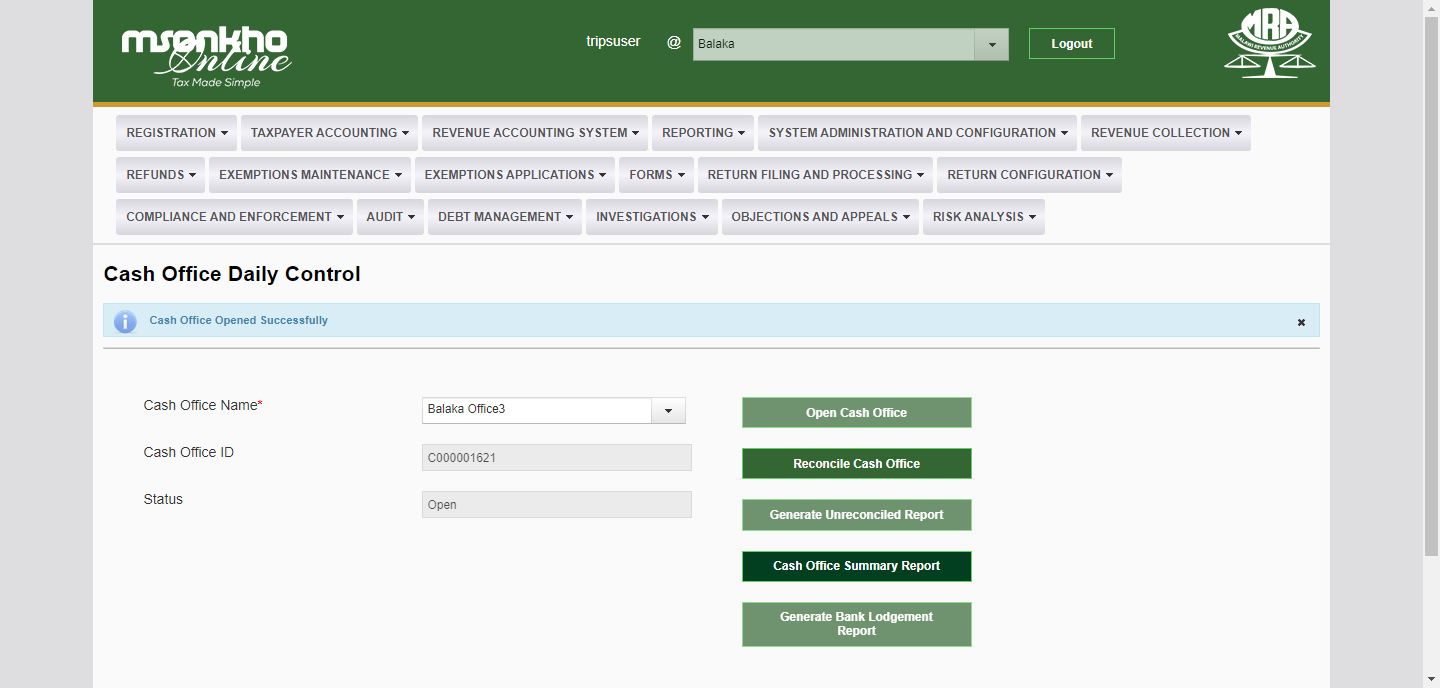 msonkho
Online
Tax Made Simple
tripsuser @ Balaka Logout
MRA
MALAWI REVENUE AUTHORITY
REGISTRATION TAXPAYER ACCOUNTING REVENUE ACCOUNTING SYSTEM REPORTING SYSTEM ADMINISTRATION AND CONFIGURATION REVENUE COLLECTION
REFUNDS EXEMPTIONS MAINTENANCE EXEMPTIONS APPLICATIONS FORMS RETURN FILING AND PROCESSING RETURN CONFIGURATION
COMPLIANCE AND ENFORCEMENT AUDIT DEBT MANAGEMENT INVESTIGATIONS OBJECTIONS AND APPEALS RISK ANALYSIS
Cash Office Daily Control
Cash Office Opened Successfully
Cash Office Name* Balaka Office3
Cash Office ID C000001621
Status Open
Open Cash Office
Reconcile Cash Office
Generate Unreconciled Report
Cash Office Summary Report
Generate Bank Lodgement
Report